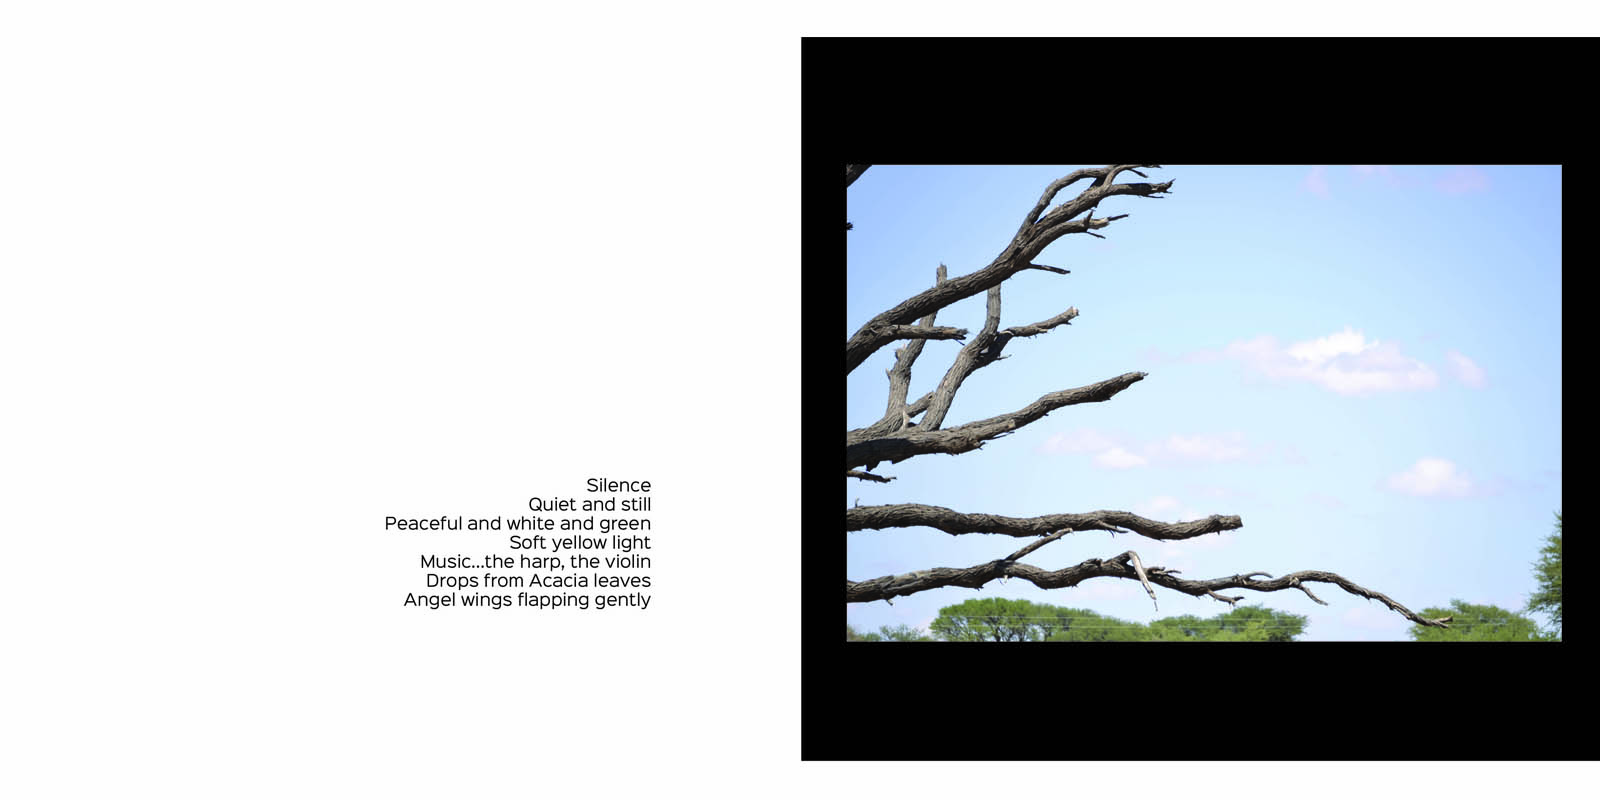 Silence
Quiet and still
Peaceful and white and green
Soft yellow light
Music...the harp, the violin
Drops from Acacia leaves
Angel wings flapping gently